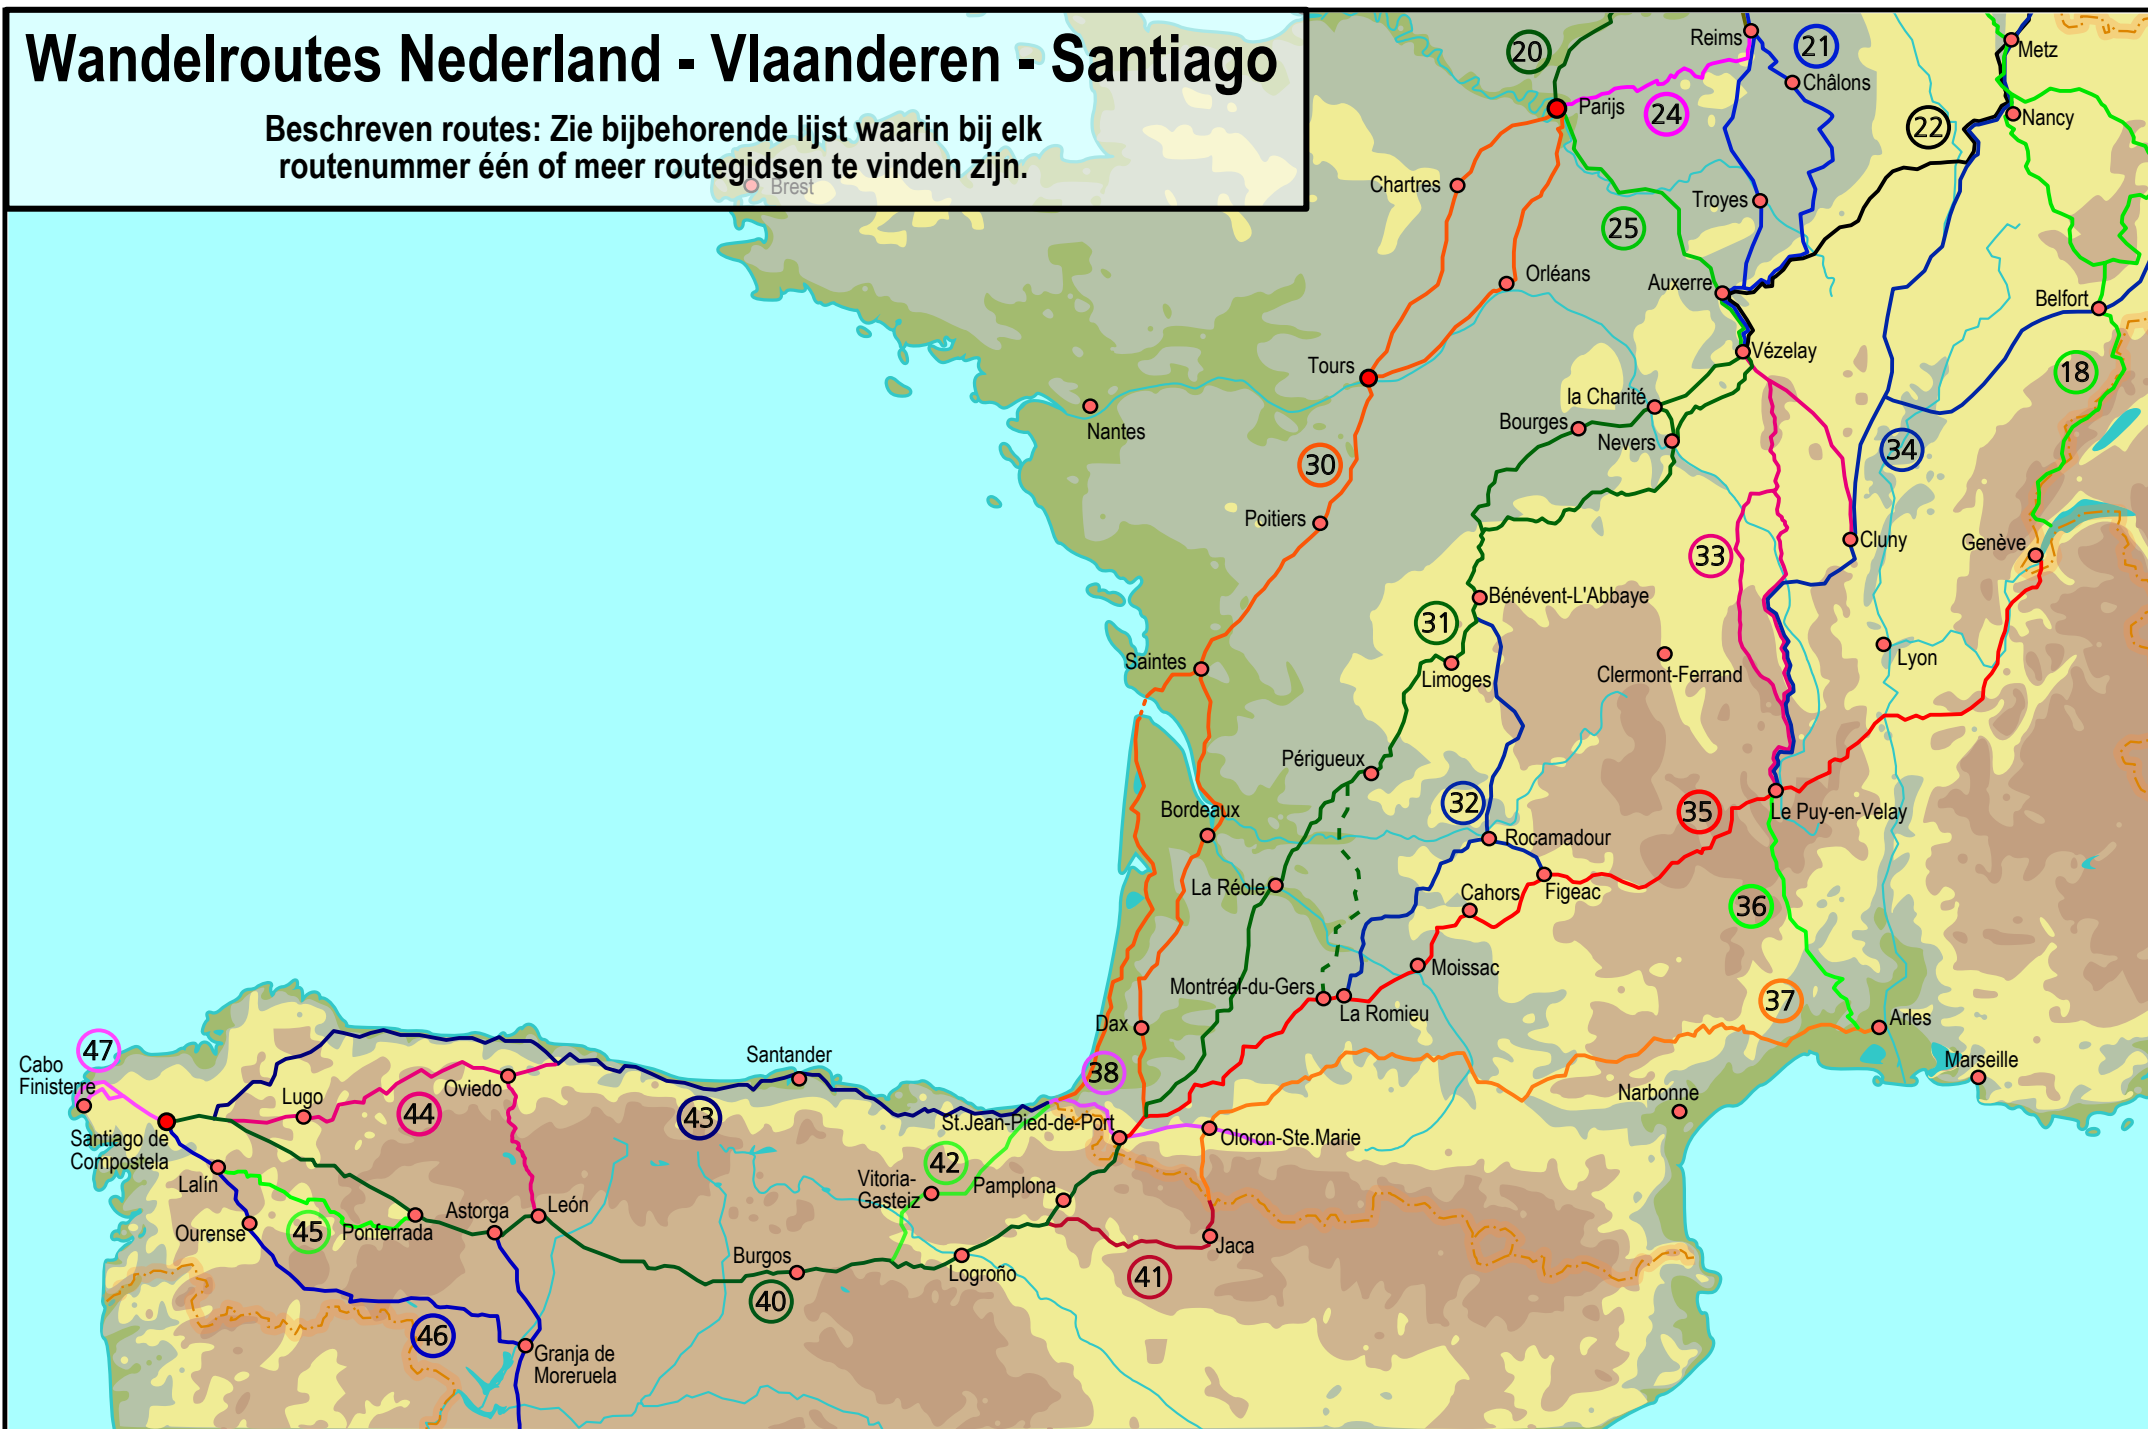 Wandelroutes Nederland - Vlaanderen - Santiago
Beschreven routes: Zie bijbehorende lijst waarin bij elk
routenummer één of meer routegidsen te vinden zijn.
Brest
20
Reims
21
Metz
Châlons
Parijs
24
22
Nancy
Chartres
Troyes
25
Orléans
Auxerre
Belfort
Tours
Vézelay
18
la Charité
Bourges
Nevers
Nantes
30
34
Poitiers
33
Cluny
Genève
Bénévent-L'Abbaye
31
Saintes
Limoges
Clermont-Ferrand
Lyon
Périgueux
32
35
Bordeaux
Le Puy-en-Velay
Rocamadour
La Réole
Cahors
Figeac
36
Moissac
Montréal-du-Gers
La Romieu
37
Dax
Arles
47
Cabo
Finisterre
Santander
38
Marseille
Lugo
44
Oviedo
43
Narbonne
St.Jean-Pied-de-Port
Oloron-Ste.Marie
Santiago de
Compostela
42
Lalín
Vitoria-
Gasteiz
Pamplona
Ourense
45
Ponferrada
Astorga
León
Burgos
Logroño
Jaca
41
40
46
Granja de
Moreruela